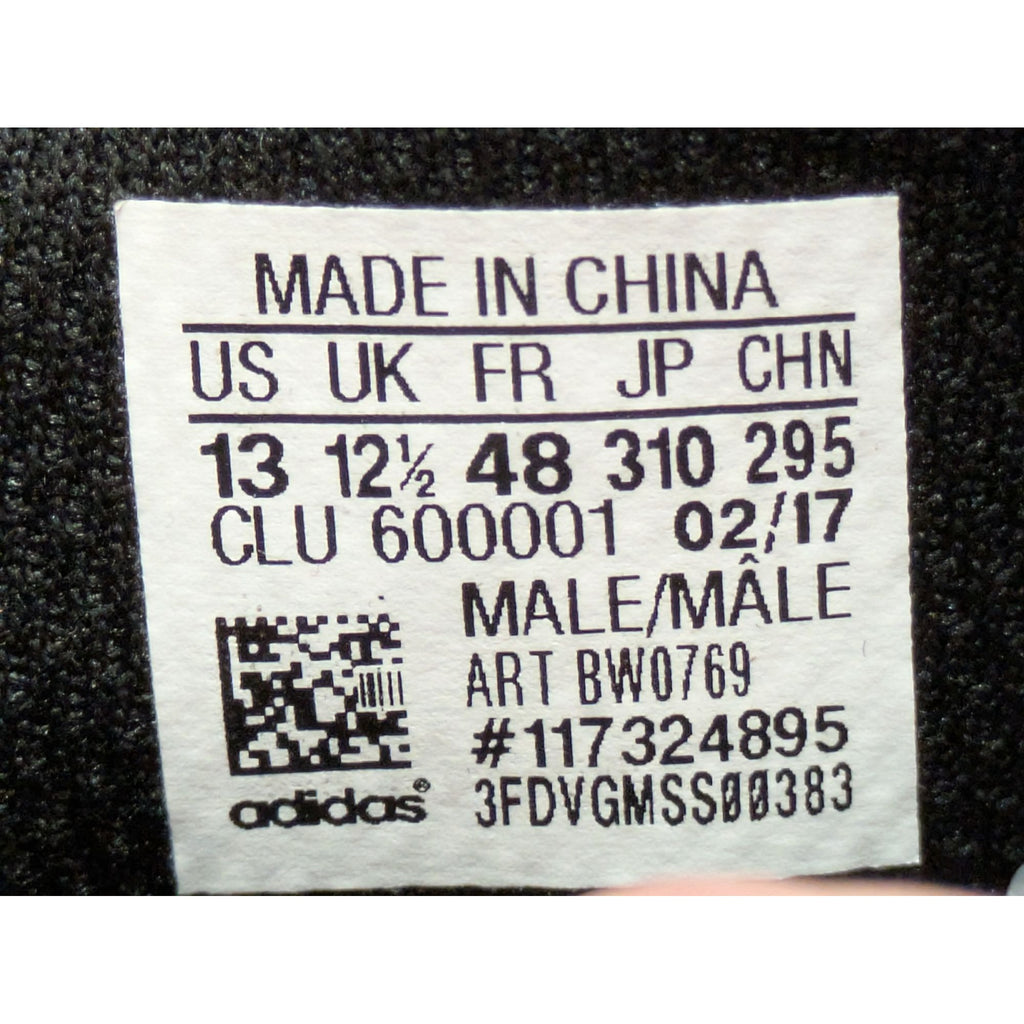 MADE IN CHINA
US UK FR JP CHN
13 12½ 48 310 295
CLU 600001 02/17
MALE/MÂLE
ART BW0769
#117324895
3FDVGMSS00383
adidas®